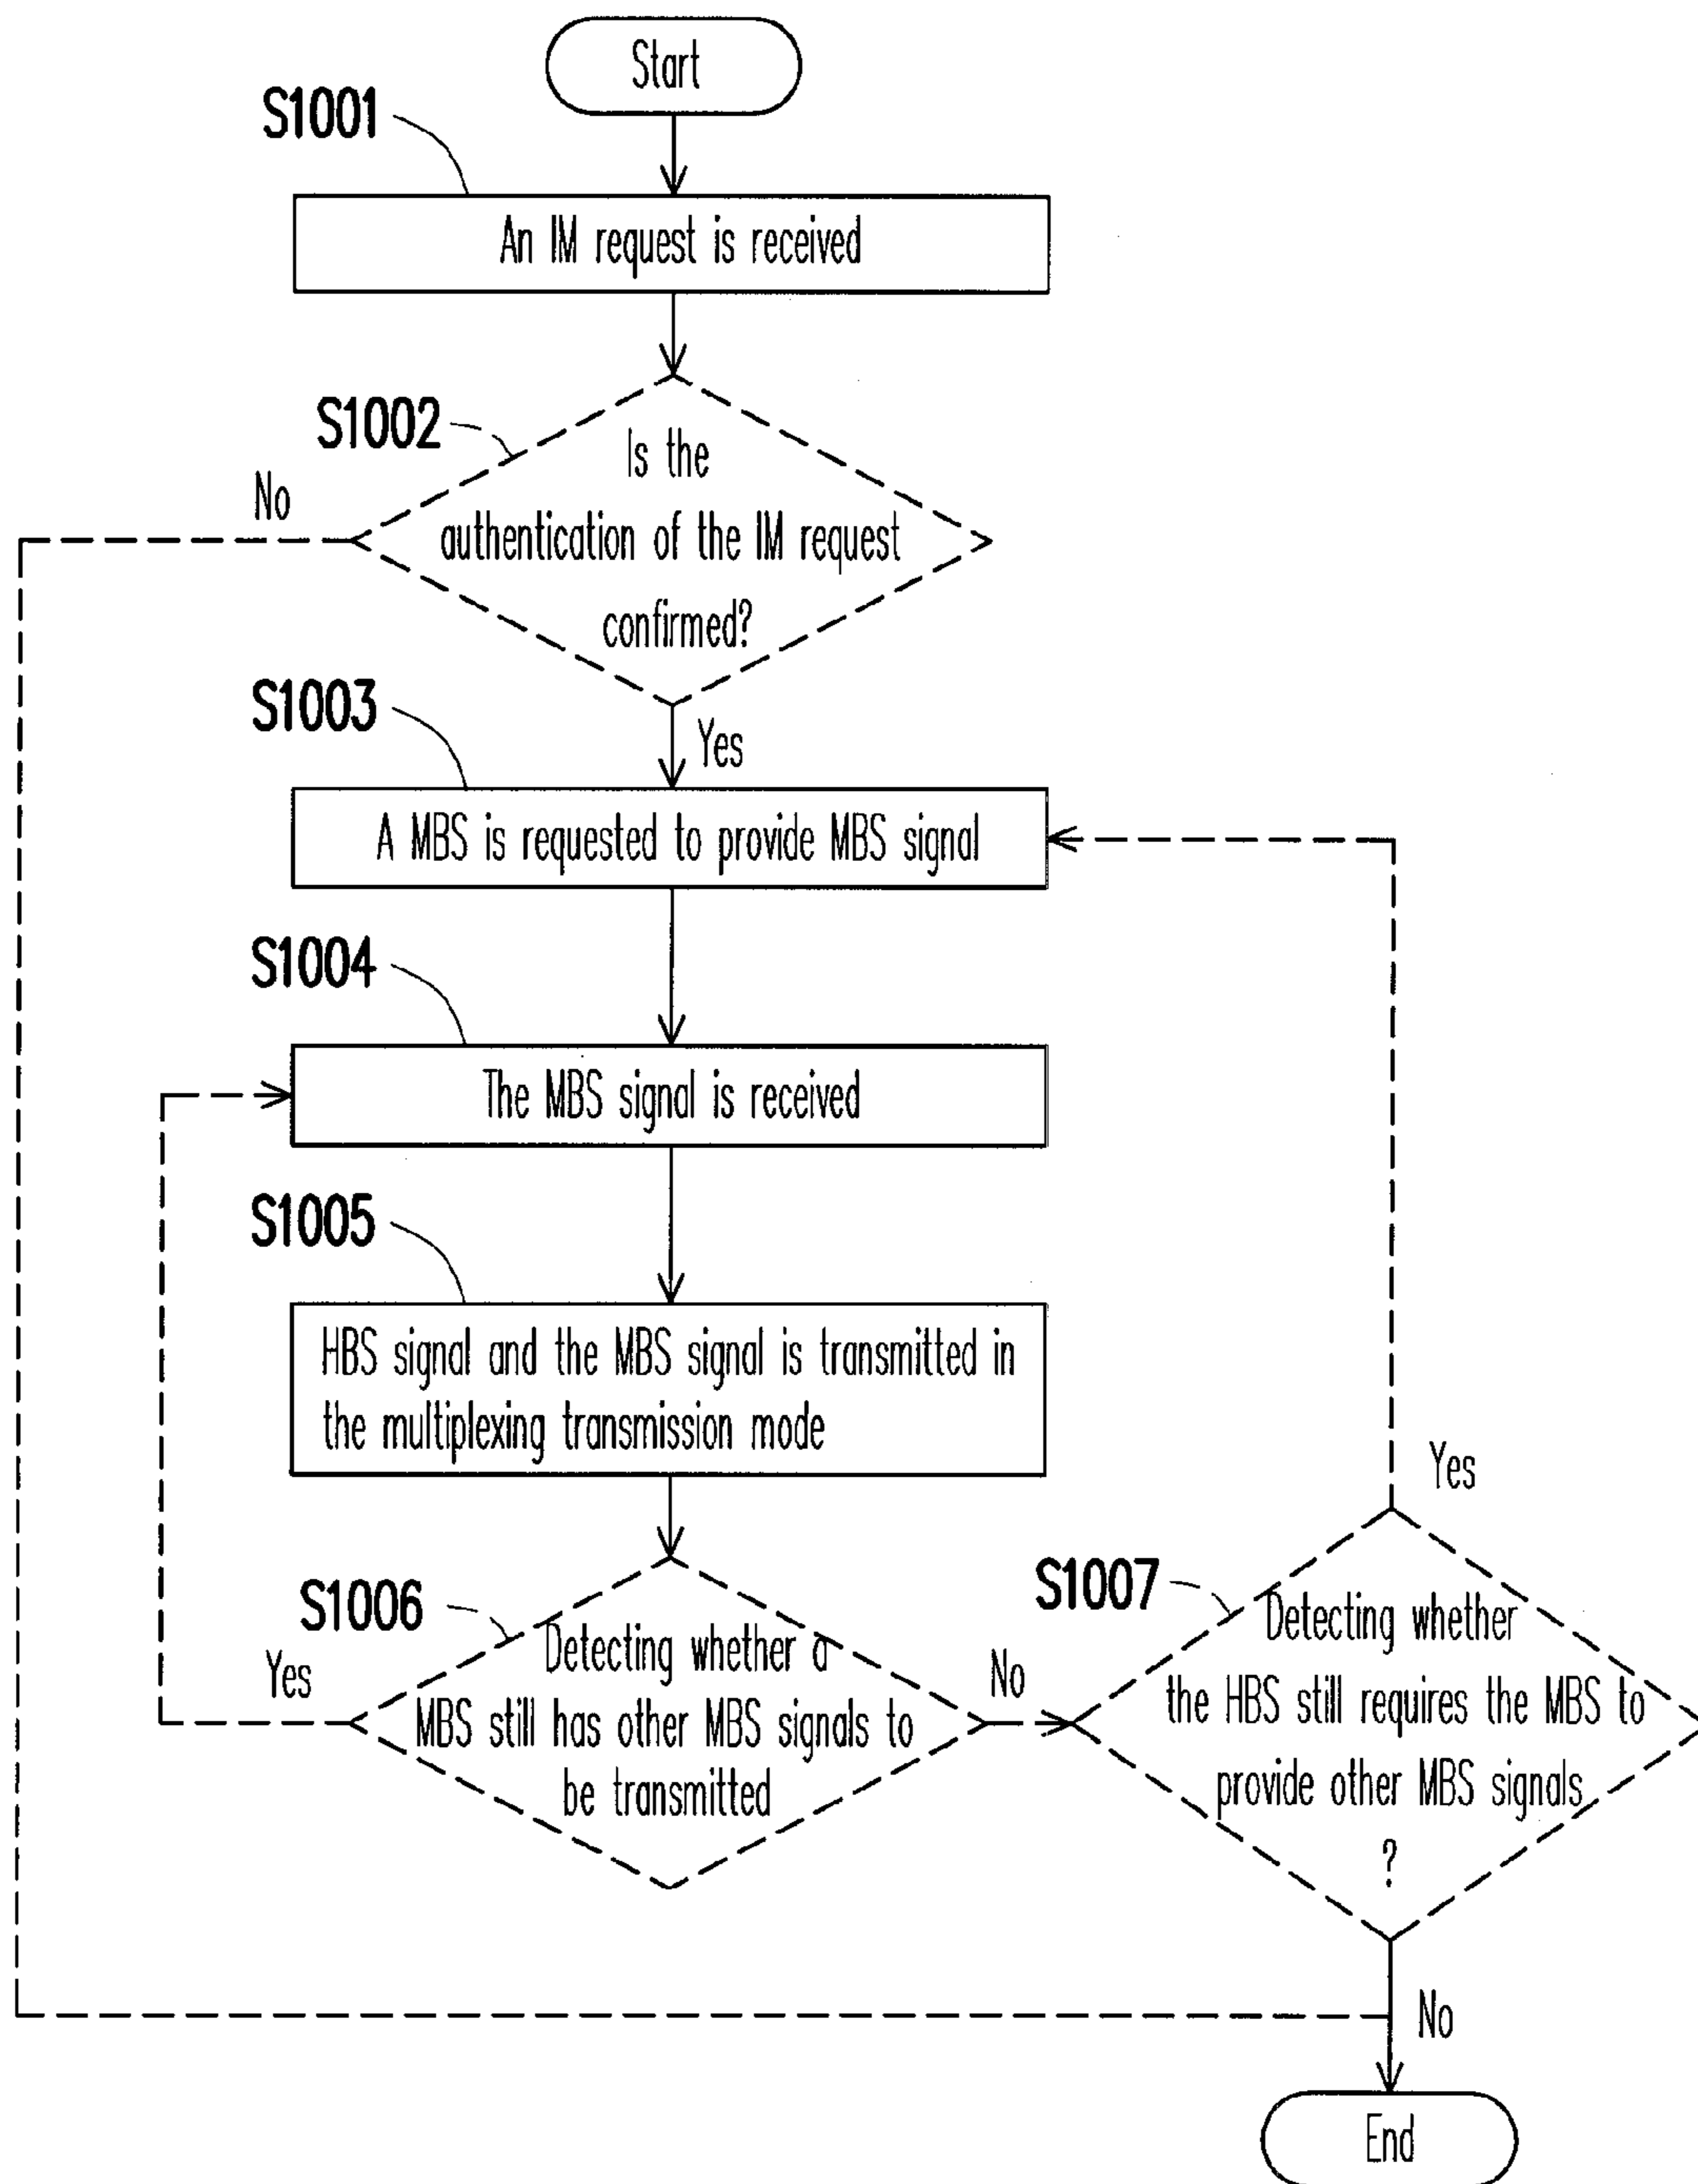 Start
S1001
An IM request is received
S1002
Is the
authentication of the IM request
confirmed?
No
Yes
S1003
A MBS is requested to provide MBS signal
S1004
The MBS signal is received
S1005
HBS signal and the MBS signal is transmitted in
the multiplexing transmission mode
S1006
Detecting whether a
MBS still has other MBS signals to
be transmitted
Yes
No
S1007
Detecting whether
the HBS still requires the MBS to
provide other MBS signals
?
Yes
No
End